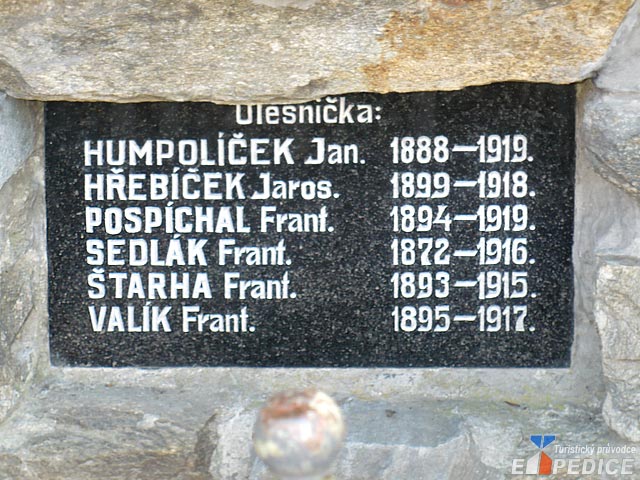 Olešnička:
HUMPOLÍČEK Jan. 1888–1919.
HŘEBÍČEK Jaros. 1899–1918.
POSPÍCHAL Frant. 1894–1919.
SEDLÁK Frant. 1872–1916.
ŠTARHA Frant. 1893–1915.
VALÍK Frant. 1895–1917.
Turistický průvodce
EXPEDICE